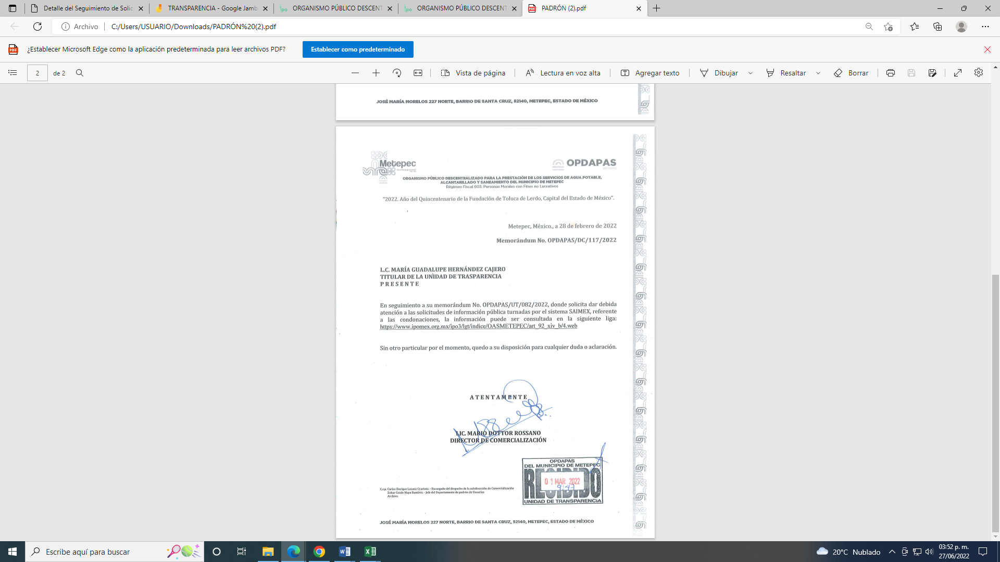 Detalle del Seguimiento de Solic
TRANSPARENCIA - Google Jamb
ORGANISMO PÚBLICO DESCENT
ORGANISMO PÚBLICO DESCENT
PADRÓN (2).pdf
Archivo
C:/Users/USUARIO/Downloads/PADRÓN%20(2).pdf
PDF
¿Establecer Microsoft Edge como la aplicación predeterminada para leer archivos PDF?
Establecer como predeterminado
2
de 2
Vista de página
Lectura en voz alta
Agregar texto
Dibujar
Resaltar
Borrar
JOSÉ MARÍA MORELOS 227 NORTE, BARRIO DE SANTA CRUZ, 52140, METEPEC, ESTADO DE MÉXICO
Metepec
OPDAPAS
METEPEC
ORGANISMO PÚBLICO DESCENTRALIZADO PARA LA PRESTACIÓN DE LOS SERVICIOS DE AGUA POTABLE,
ALCANTARILLADO Y SANEAMIENTO DEL MUNICIPIO DE METEPEC
Régimen Fiscal 603: Personas Morales con Fines no Lucrativos
"2022. Año del Quincentenario de la Fundación de Toluca de Lerdo, Capital del Estado de México".
Metepec, México., a 28 de febrero de 2022
Memorándum No. OPDAPAS/DC/117/2022
L.C. MARÍA GUADALUPE HERNÁNDEZ CAJERO
TITULAR DE LA UNIDAD DE TRASPARENCIA
P R E S E N T E
En seguimiento a su memorándum No. OPDAPAS/UT/082/2022, donde solicita dar debida
atención a las solicitudes de información pública turnadas por el sistema SAIMEX, referente
a las condonaciones, la información puede ser consultada en la siguiente liga:
https://www.ipomex.org.mx/ipo3/lgt/indice/OASMETEPEC/art_92_xiv_b/4.web
Sin otro particular por el momento, quedo a su disposición para cualquier duda o aclaración.
A T E N T A M E N T E
LIC. MARIO DOTTOR ROSSANO
DIRECTOR DE COMERCIALIZACIÓN
OPDAPAS
DEL MUNICIPIO DE METEPEC
RECIBIDO
0 1 MAR 2022
9:47
UNIDAD DE TRANSPARENCIA
C.c.p. Carlos Enrique Lozano Cravioto. - Encargado del despacho de la subdirección de Comercialización
Zohar Guido Maya Ramírez. - Jefe del Departamento de padrón de Usuarios
Archivo.
JOSÉ MARÍA MORELOS 227 NORTE, BARRIO DE SANTA CRUZ, 52140, METEPEC, ESTADO DE MÉXICO
Escribe aquí para buscar
20°C Nublado
03:52 p. m.
27/06/2022